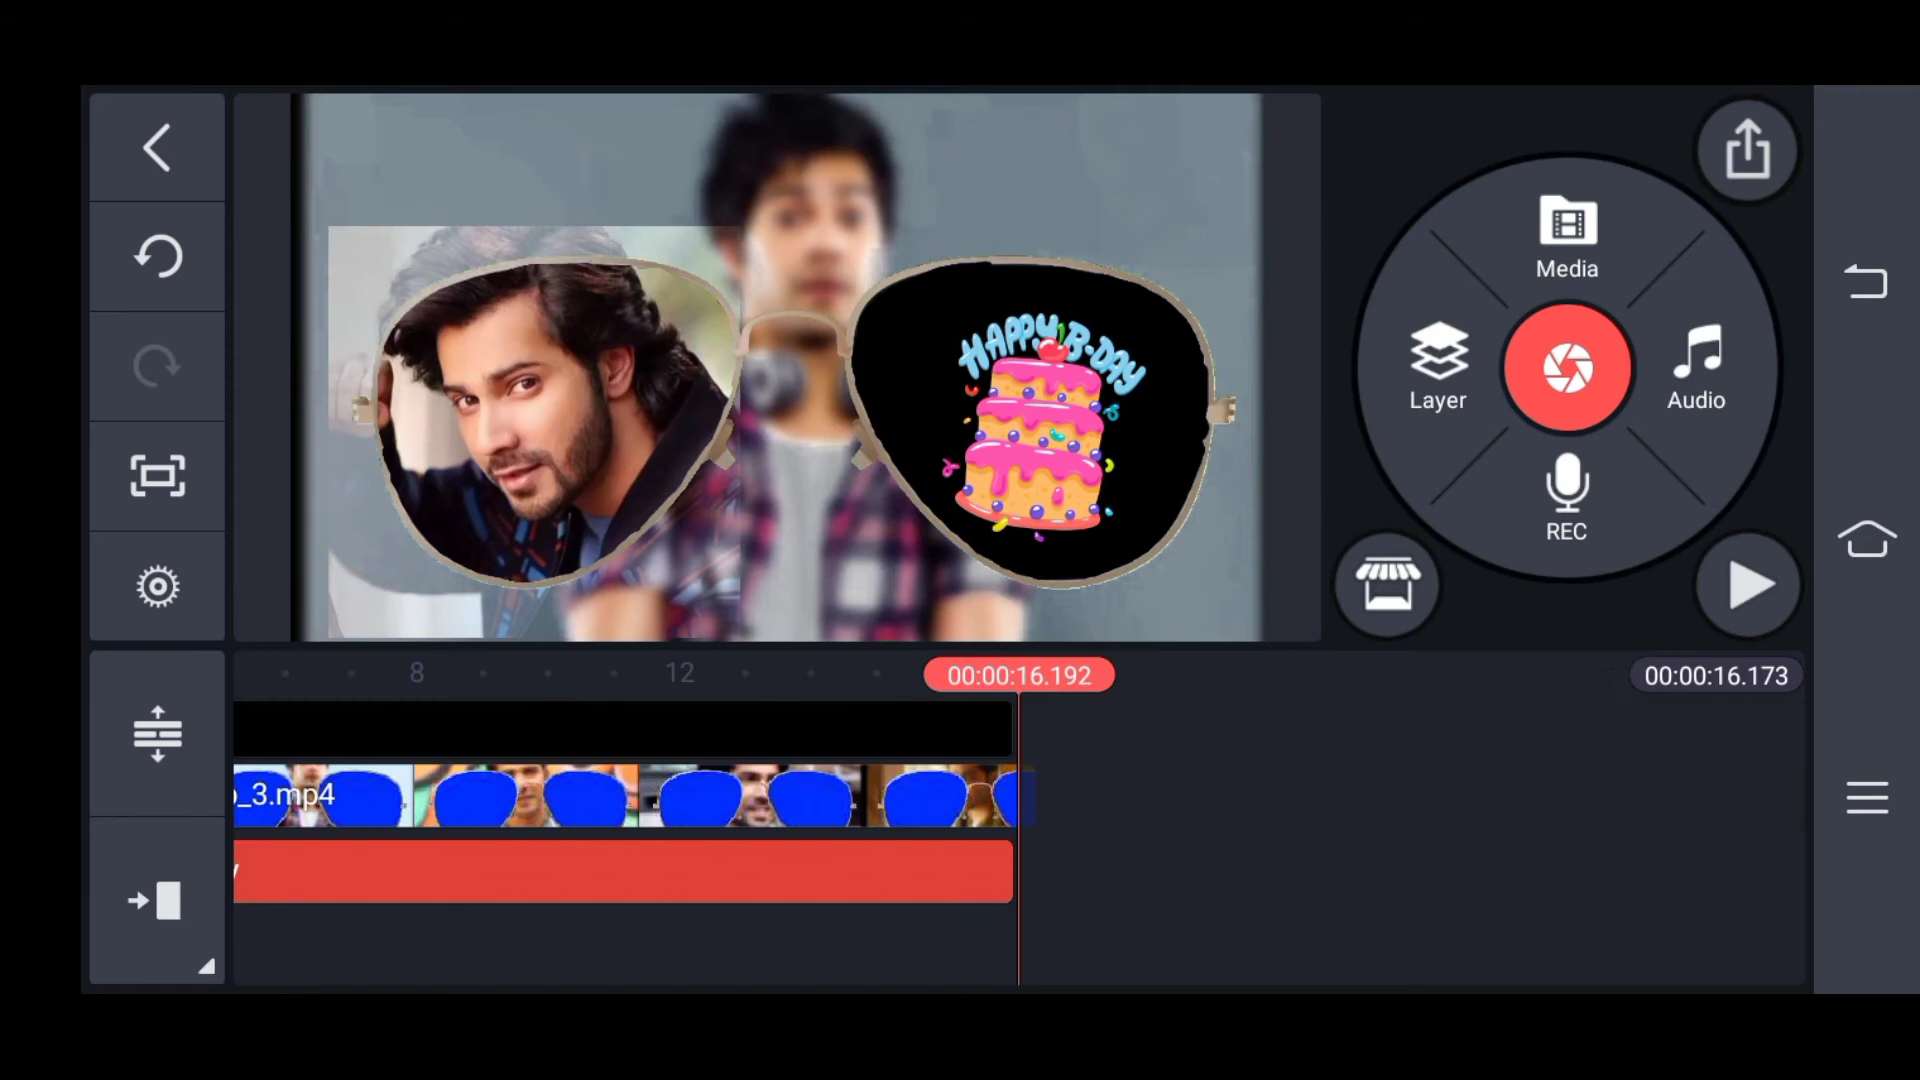 HAPPY B-DAY
Media
Layer
Audio
REC
8
12
00:00:16.192
00:00:16.173
_3.mp4